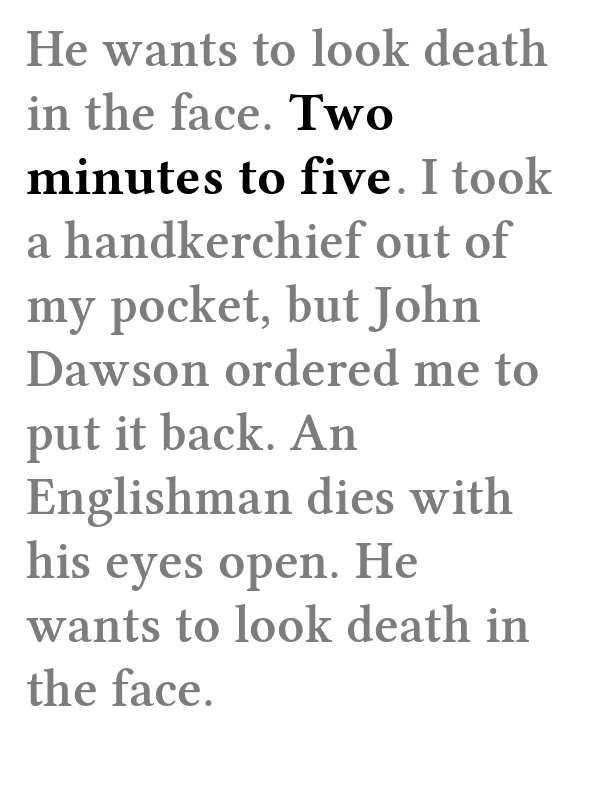 He wants to look death
in the face. Two
minutes to five. I took
a handkerchief out of
my pocket, but John
Dawson ordered me to
put it back. An
Englishman dies with
his eyes open. He
wants to look death in
the face.